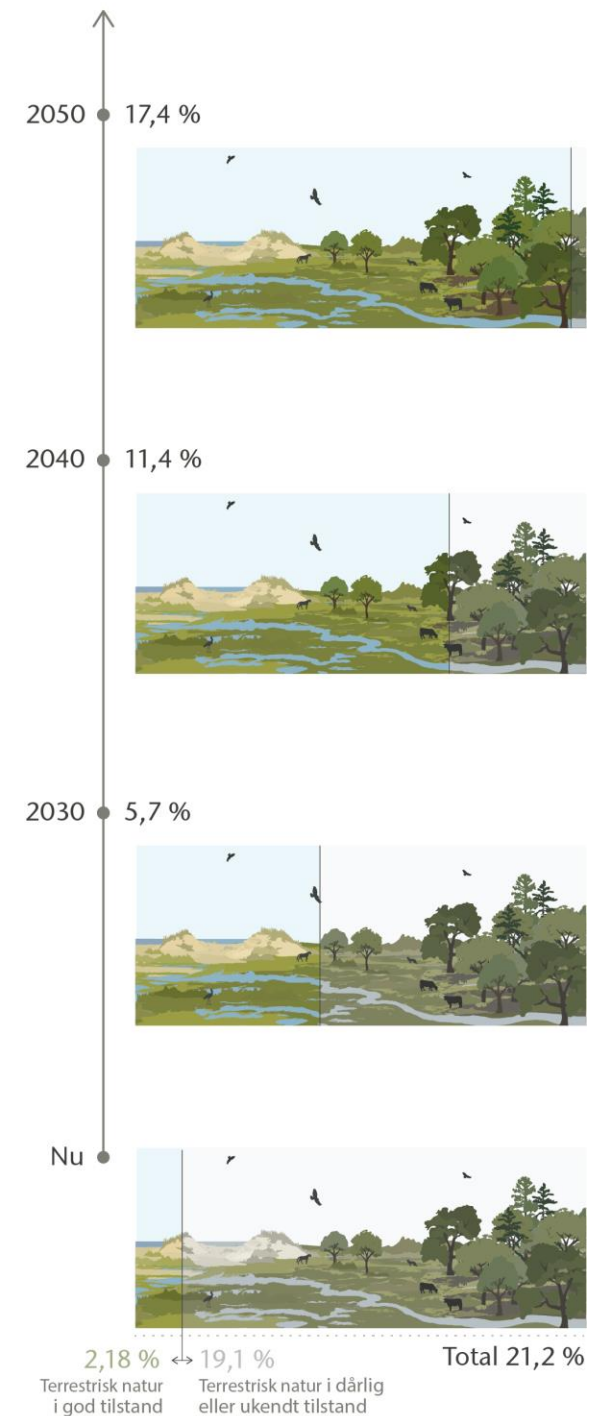 2050 17,4 %
2040 11,4 %
2030 5,7 %
Nu
2,18 % ↔ 19,1 % Total 21,2 %
Terrestrisk natur Terrestrisk natur i dårlig
i god tilstand eller ukendt tilstand